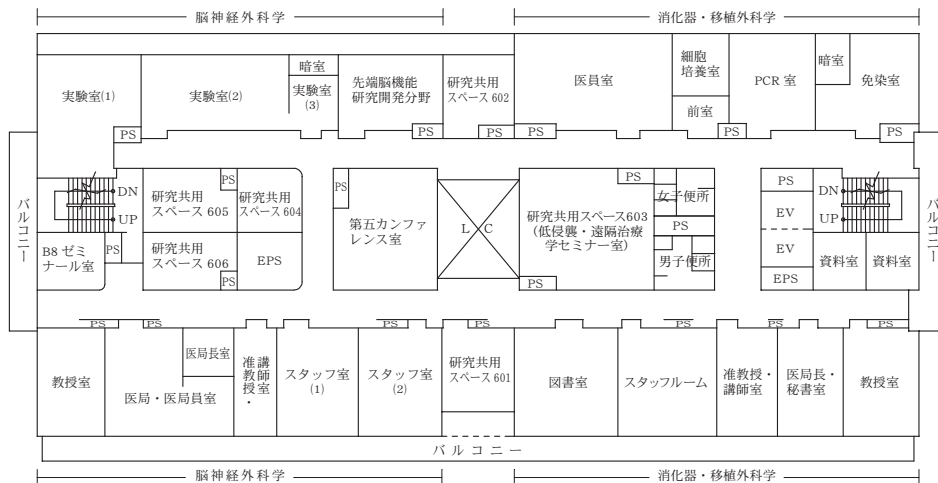 脳神経外科学
消化器・移植外科学
実験室(1)
実験室(2)
暗室
実験室
(3)
先端脳機能
研究開発分野
研究共用
スペース 602
医員室
細胞
培養室
前室
PCR 室
暗室
免染室
PS
PS
PS
PS
PS
PS
バルコニー
DN
UP
B8 ゼミ
ナール室
PS
研究共用
スペース 605
PS
研究共用
スペース 604
研究共用
スペース 606
PS
EPS
PS
第五カンファ
レンス室
L C
PS
研究共用スペース603
(低侵襲・遠隔治療
学セミナー室)
PS
女子便所
PS
男子便所
PS
EV
EV
EPS
DN
UP
資料室
資料室
バルコニー
PS
PS
PS
PS
PS
PS
PS
教授室
医局長室
医局・医局員室
准講
教師
授室
・
スタッフ室
(1)
スタッフ室
(2)
研究共用
スペース 601
図書室
スタッフルーム
准教授・
講師室
医局長・
秘書室
教授室
バルコニー
脳神経外科学
消化器・移植外科学